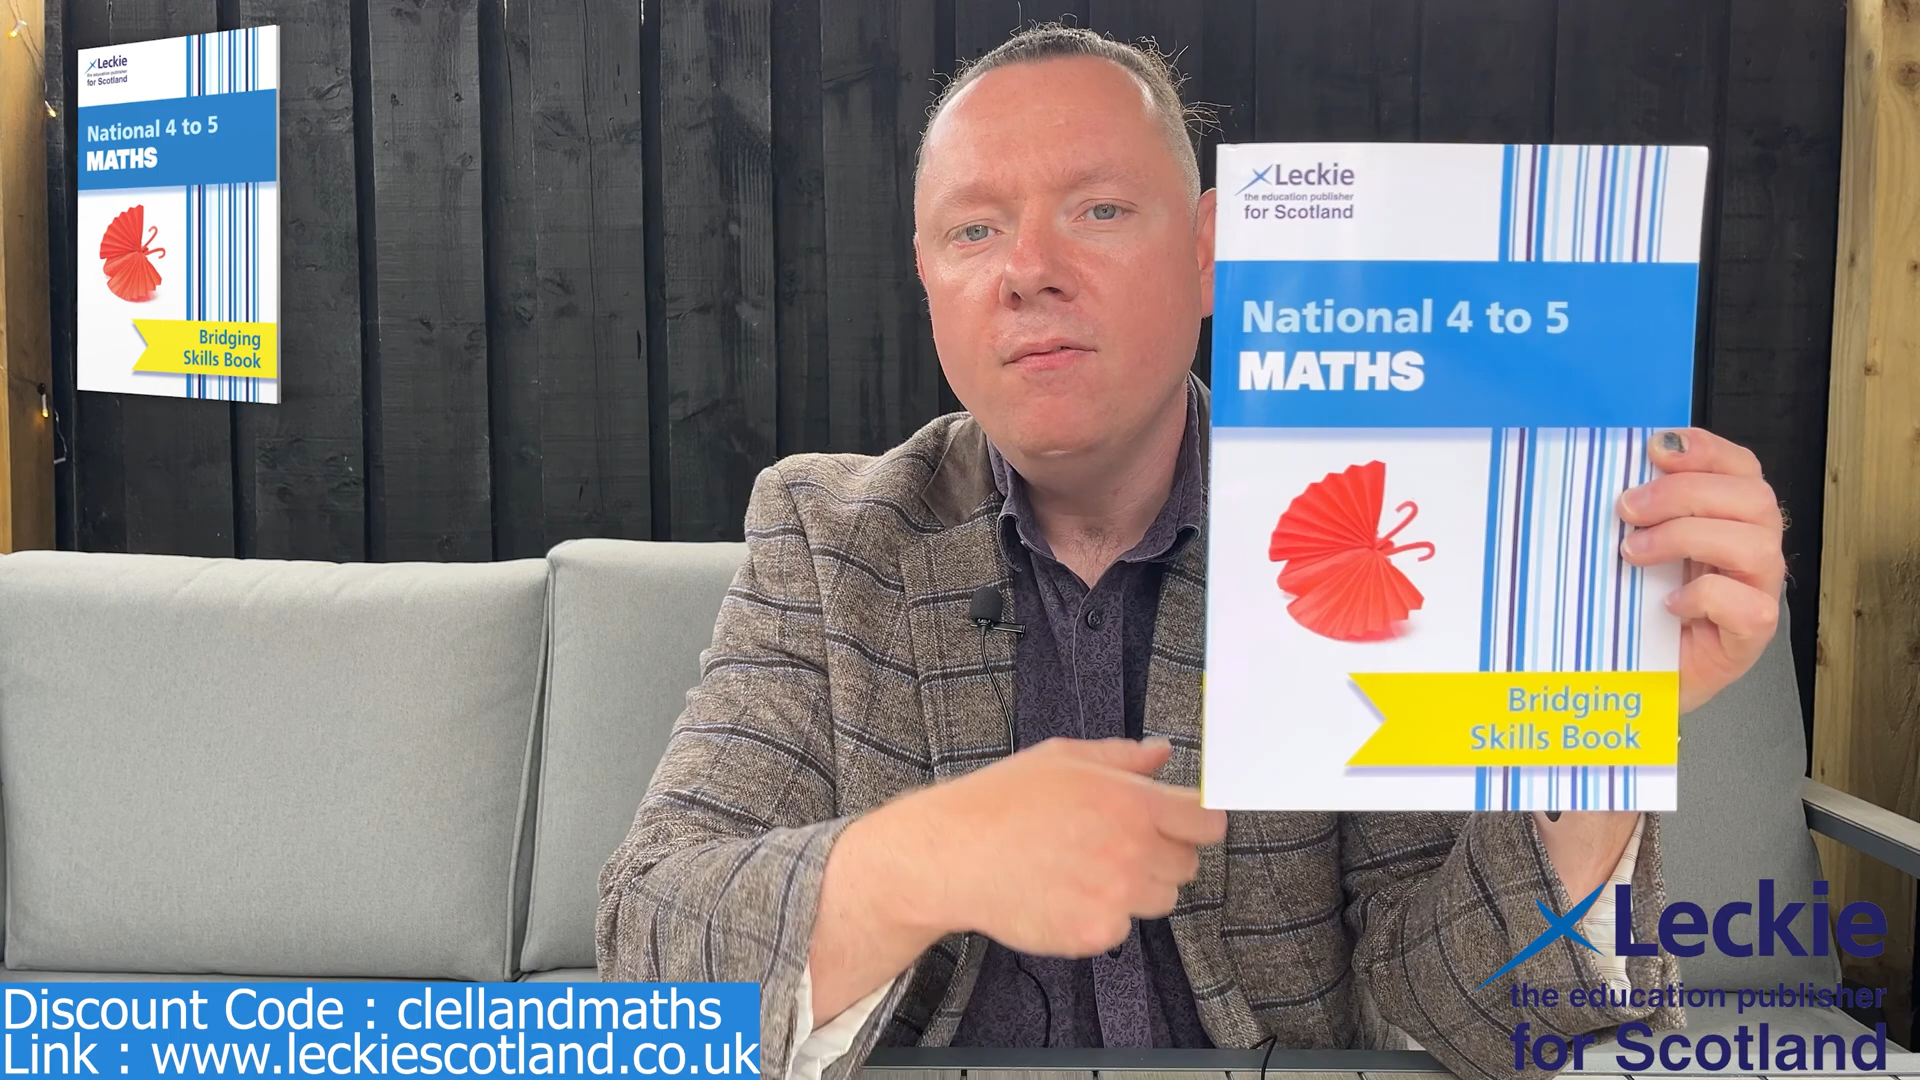 Leckie
the education publisher
for Scotland
National 4 to 5
MATHS
Bridging
Skills Book
Leckie
the education publisher
for Scotland
National 4 to 5
MATHS
Bridging
Skills Book
Discount Code : clellandmaths
Link : www.leckiescotland.co.uk
Leckie
the education publisher
for Scotland